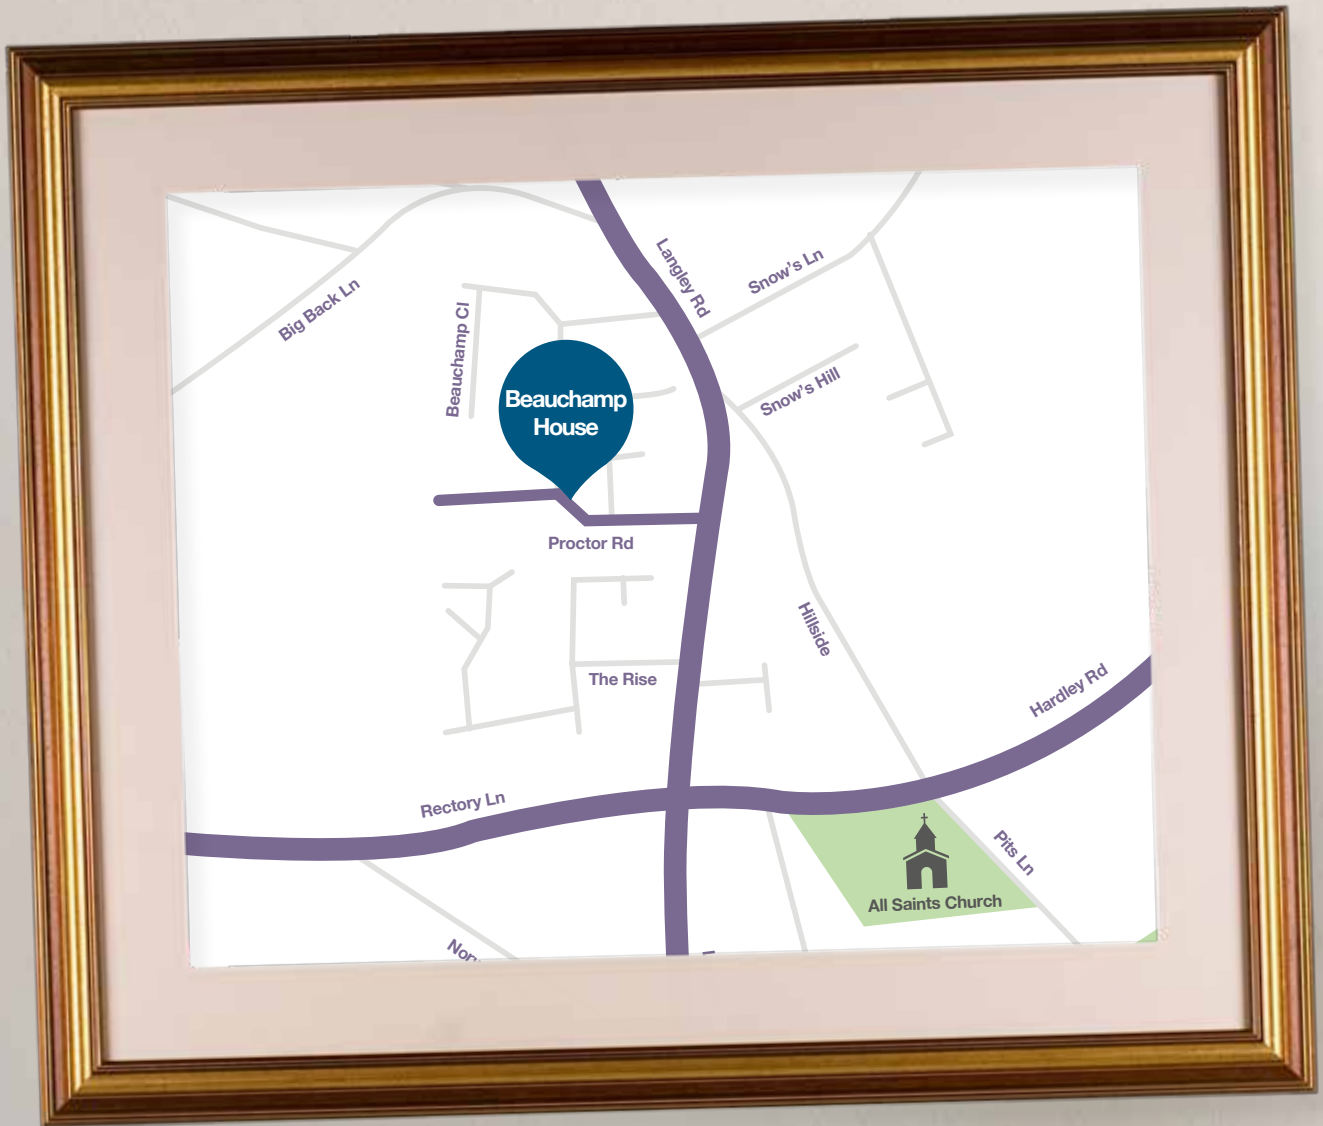 Langley Rd
Snow's Ln
Big Back Ln
Beauchamp Cl
Snow's Hill
Beauchamp
House
Proctor Rd
Hillside
The Rise
Hardley Rd
Rectory Ln
Pits Ln
All Saints Church